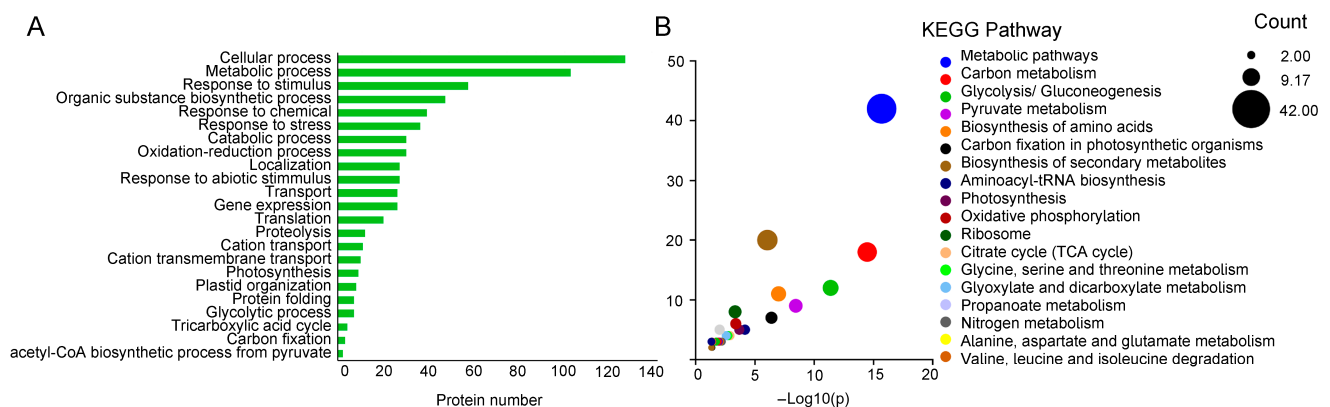 A
Cellular process
Metabolic process
Response to stimulus
Organic substance biosynthetic process
Response to chemical
Response to stress
Catabolic process
Oxidation-reduction process
Localization
Response to abiotic stimmulus
Transport
Gene expression
Translation
Proteolysis
Cation transport
Cation transmembrane transport
Photosynthesis
Plastid organization
Protein folding
Glycolytic process
Tricarboxylic acid cycle
Carbon fixation
acetyl-CoA biosynthetic process from pyruvate
0 20 40 60 80 100 120 140
Protein number
B
50
40
30
20
10
0 5 10 15 20
–Log10(p)
KEGG Pathway
Metabolic pathways
Carbon metabolism
Glycolysis/ Gluconeogenesis
Pyruvate metabolism
Biosynthesis of amino acids
Carbon fixation in photosynthetic organisms
Biosynthesis of secondary metabolites
Aminoacyl-tRNA biosynthesis
Photosynthesis
Oxidative phosphorylation
Ribosome
Citrate cycle (TCA cycle)
Glycine, serine and threonine metabolism
Glyoxylate and dicarboxylate metabolism
Propanoate metabolism
Nitrogen metabolism
Alanine, aspartate and glutamate metabolism
Valine, leucine and isoleucine degradation
Count
2.00
9.17
42.00